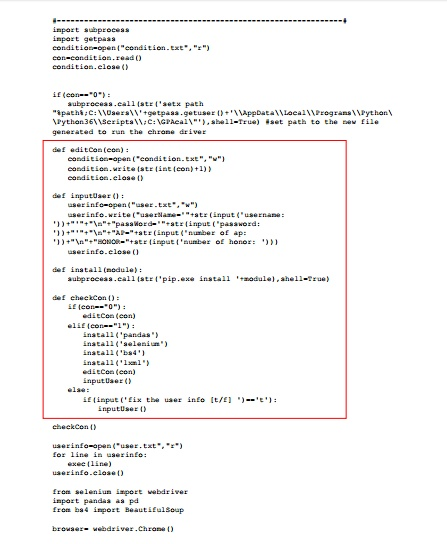 #----------------------------------------------------------------#
import subprocess
import getpass
condition=open("condition.txt","r")
con=condition.read()
condition.close()
if(con=="0"):
subprocess.call(str('setx path
"%path%;C:\\Users\\'+getpass.getuser()+'\\AppData\\Local\\Programs\\Python\
\Python36\\Scripts\\;C:\GPAcal\"'),shell=True) #set path to the new file
generated to run the chrome driver
def editCon(con):
condition=open("condition.txt","w")
condition.write(str(int(con)+1))
condition.close()
def inputUser():
userinfo=open("user.txt","w")
userinfo.write("userName='"+str(input('username:
'))+"'"+"\n"+"passWord='"+str(input('password:
'))+"'"+"\n"+"AP="+str(input('number of ap:
'))+"\n"+"HONOR="+str(input('number of honor: ')))
userinfo.close()
def install(module):
subprocess.call(str('pip.exe install '+module),shell=True)
def checkCon():
if(con=="0"):
editCon(con)
elif(con=="1"):
install('pandas')
install('selenium')
install('bs4')
install('lxml')
editCon(con)
inputUser()
else:
if(input('fix the user info [t/f] ')=='t'):
inputUser()
checkCon()
userinfo=open("user.txt","r")
for line in userinfo:
exec(line)
userinfo.close()
from selenium import webdriver
import pandas as pd
from bs4 import BeautifulSoup
browser= webdriver.Chrome()